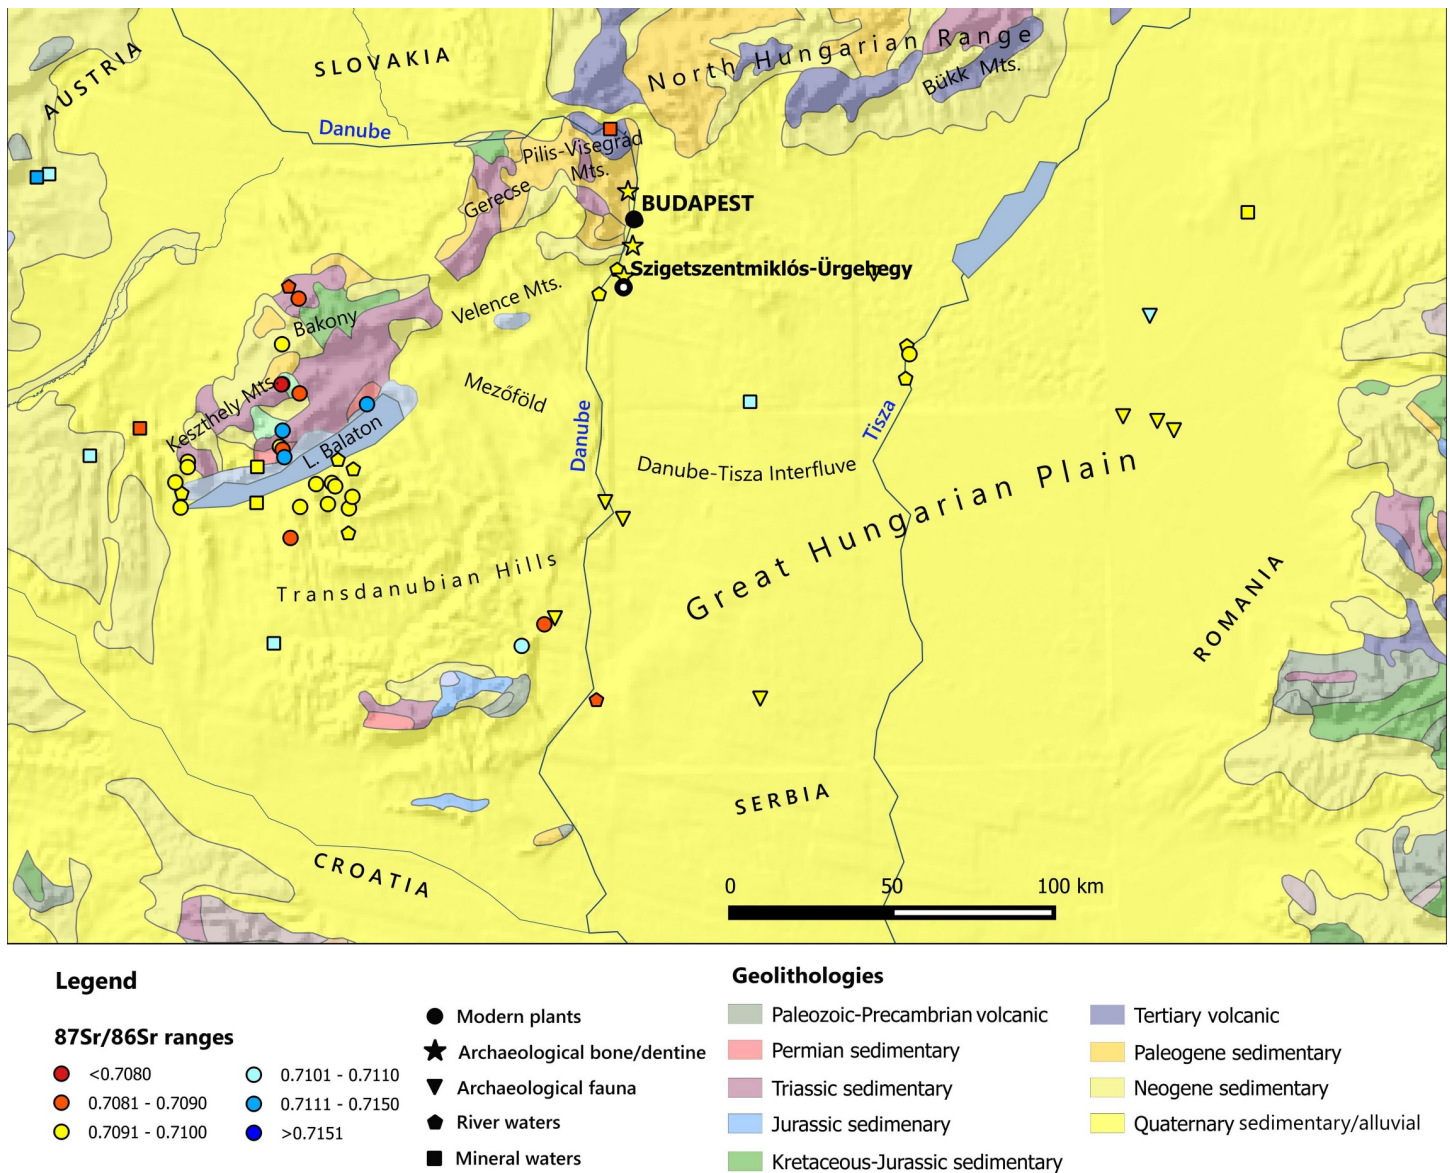 AUSTRIA
SLOVAKIA
North Hungarian Range
Bükk Mts.
Danube
Pilis-Visegrád
Mts.
Gerecse
BUDAPEST
Szigetszentmiklós-Ürgehegy
Velence Mts.
Bakony
Mezőföld
Keszthely Mts.
L. Balaton
Danube
Tisza
Danube-Tisza Interfluve
Great Hungarian Plain
Transdanubian Hills
ROMANIA
SERBIA
CROATIA
0 50 100 km
Legend
87Sr/86Sr ranges
<0.7080
0.7081 - 0.7090
0.7091 - 0.7100
0.7101 - 0.7110
0.7111 - 0.7150
>0.7151
Modern plants
Archaeological bone/dentine
Archaeological fauna
River waters
Mineral waters
Geolithologies
Paleozoic-Precambrian volcanic
Permian sedimentary
Triassic sedimentary
Jurassic sedimenary
Kretaceous-Jurassic sedimentary
Tertiary volcanic
Paleogene sedimentary
Neogene sedimentary
Quaternary sedimentary/alluvial